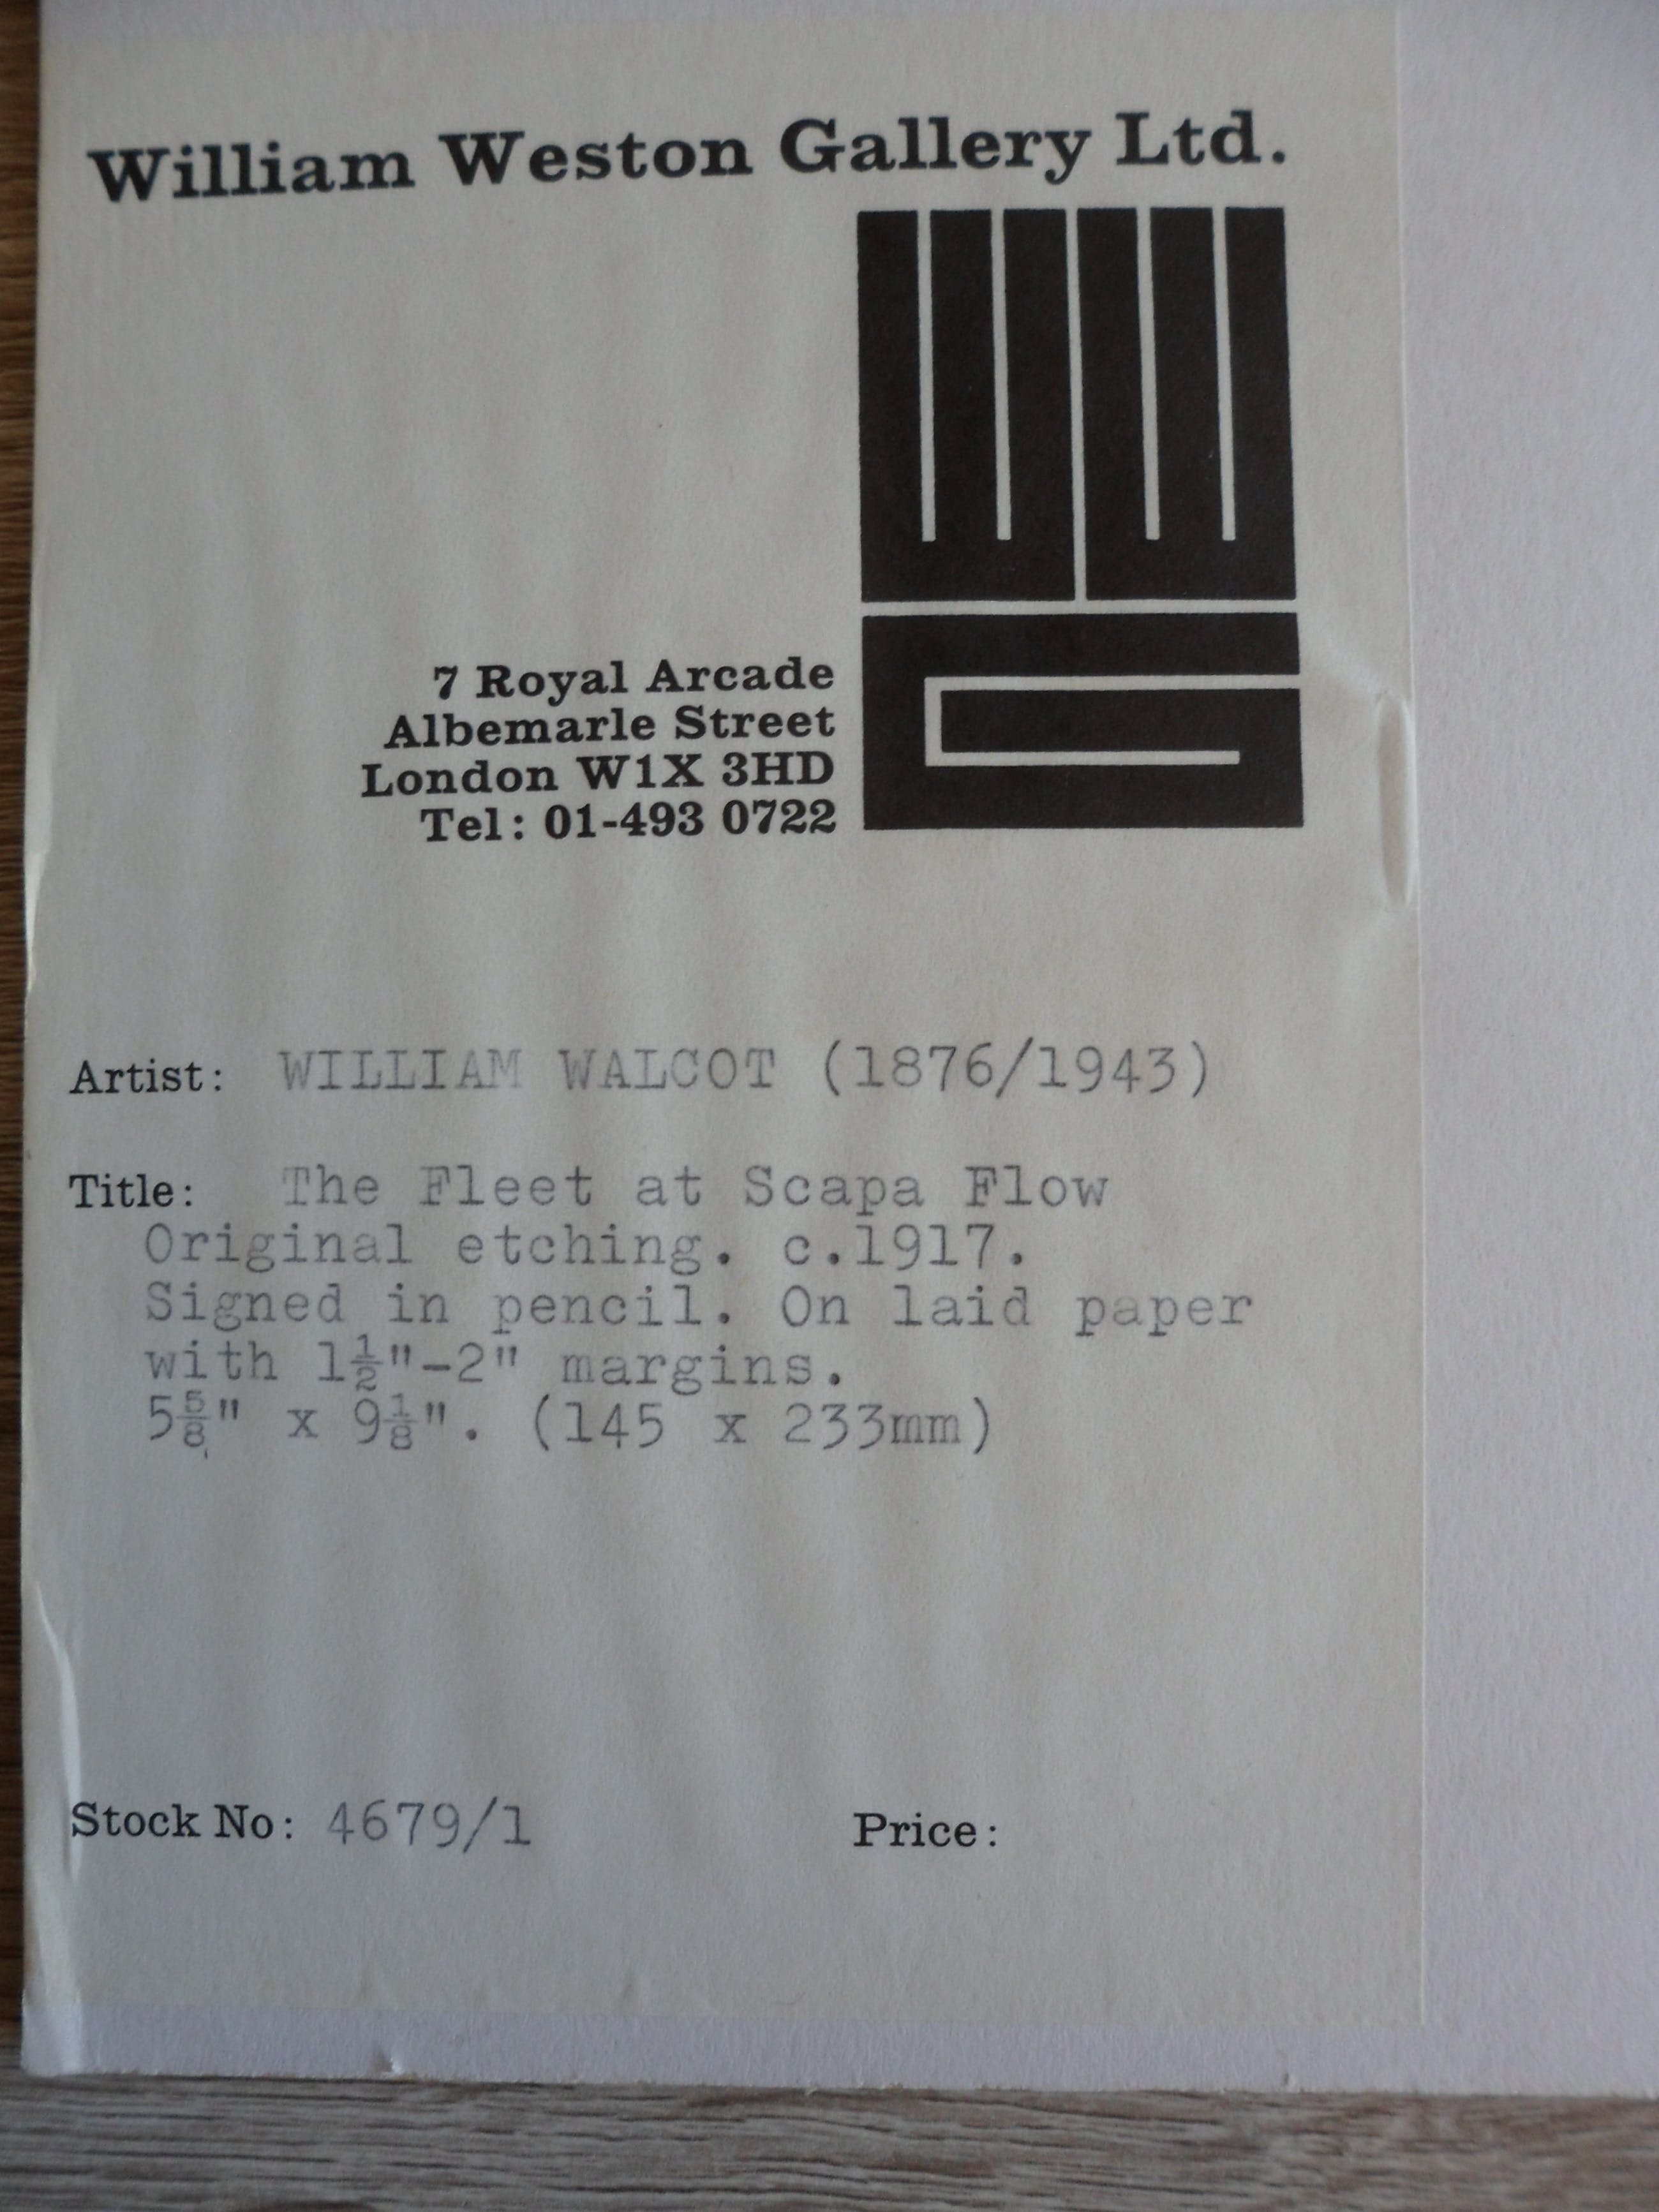 William Weston Gallery Ltd.
7 Royal Arcade
Albemarle Street
London W1X 3HD
Tel: 01-493 0722
Artist: WILLIAM WALCOT (1876/1943)
Title: The Fleet at Scapa Flow
Original etching. c.1917.
Signed in pencil. On laid paper
with 1½"-2" margins.
5⅝" x 9⅛". (145 x 233mm)
Stock No: 4679/1 Price: